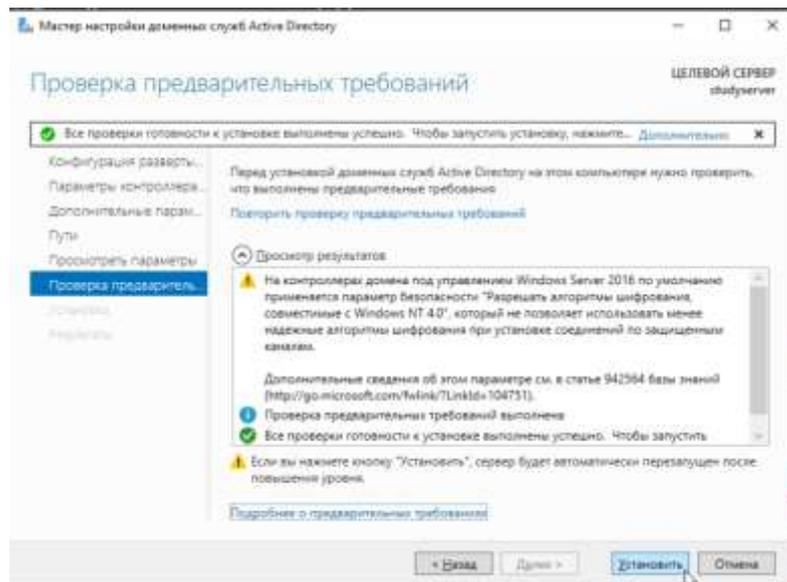 Мастер настройки доменных служб Active Directory
Проверка предварительных требований
ЦЕЛЕВОЙ СЕРВЕР
studyserver
Все проверки готовности к установке выполнены успешно. Чтобы запустить установку, нажмите... Дополнительно
Конфигурация разверты...
Параметры контроллера...
Дополнительные парам...
Пути
Просмотреть параметры
Проверка предваритель...
Установка
Результаты
Перед установкой доменных служб Active Directory на этом компьютере нужно проверить,
что выполнены предварительные требования
Повторить проверку предварительных требований
Просмотр результатов
На контроллерах домена под управлением Windows Server 2016 по умолчанию
применяется параметр безопасности "Разрешать алгоритмы шифрования,
совместимые с Windows NT 4.0", который не позволяет использовать менее
надежные алгоритмы шифрования при установке соединений по защищенным
каналам.
Дополнительные сведения об этом параметре см. в статье 942564 базы знаний
(http://go.microsoft.com/fwlink/?LinkId=104751).
Проверка предварительных требований выполнена
Все проверки готовности к установке выполнены успешно. Чтобы запустить
Если вы нажмете кнопку "Установить", сервер будет автоматически перезапущен после
повышения уровня.
Подробнее о предварительных требованиях
< Назад
Далее >
Установить
Отмена